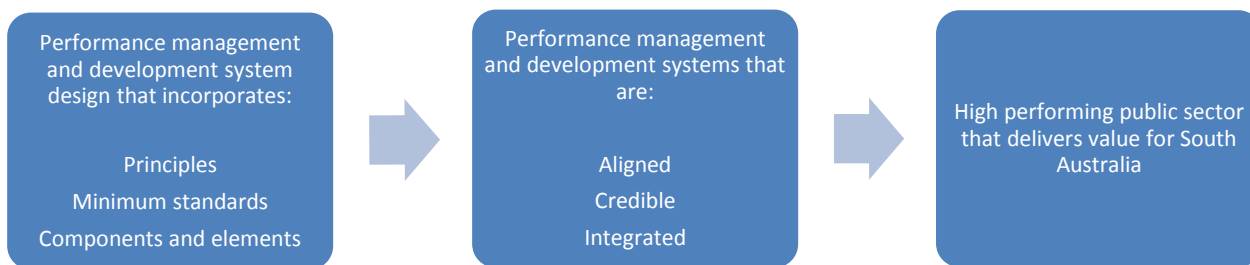 Performance management
and development system
design that incorporates:
Principles
Minimum standards
Components and elements
Performance management
and development systems that
are:
Aligned
Credible
Integrated
High performing public sector
that delivers value for South
Australia